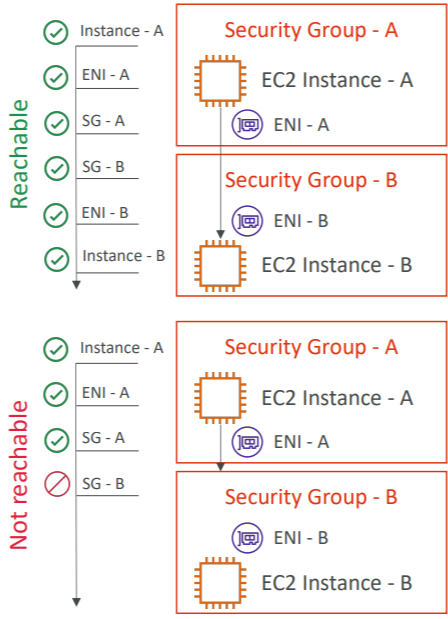 Reachable
Instance - A
ENI - A
SG - A
SG - B
ENI - B
Instance - B
Security Group - A
EC2 Instance - A
ENI - A
Security Group - B
ENI - B
EC2 Instance - B
Not reachable
Instance - A
ENI - A
SG - A
SG - B
Security Group - A
EC2 Instance - A
ENI - A
Security Group - B
ENI - B
EC2 Instance - B